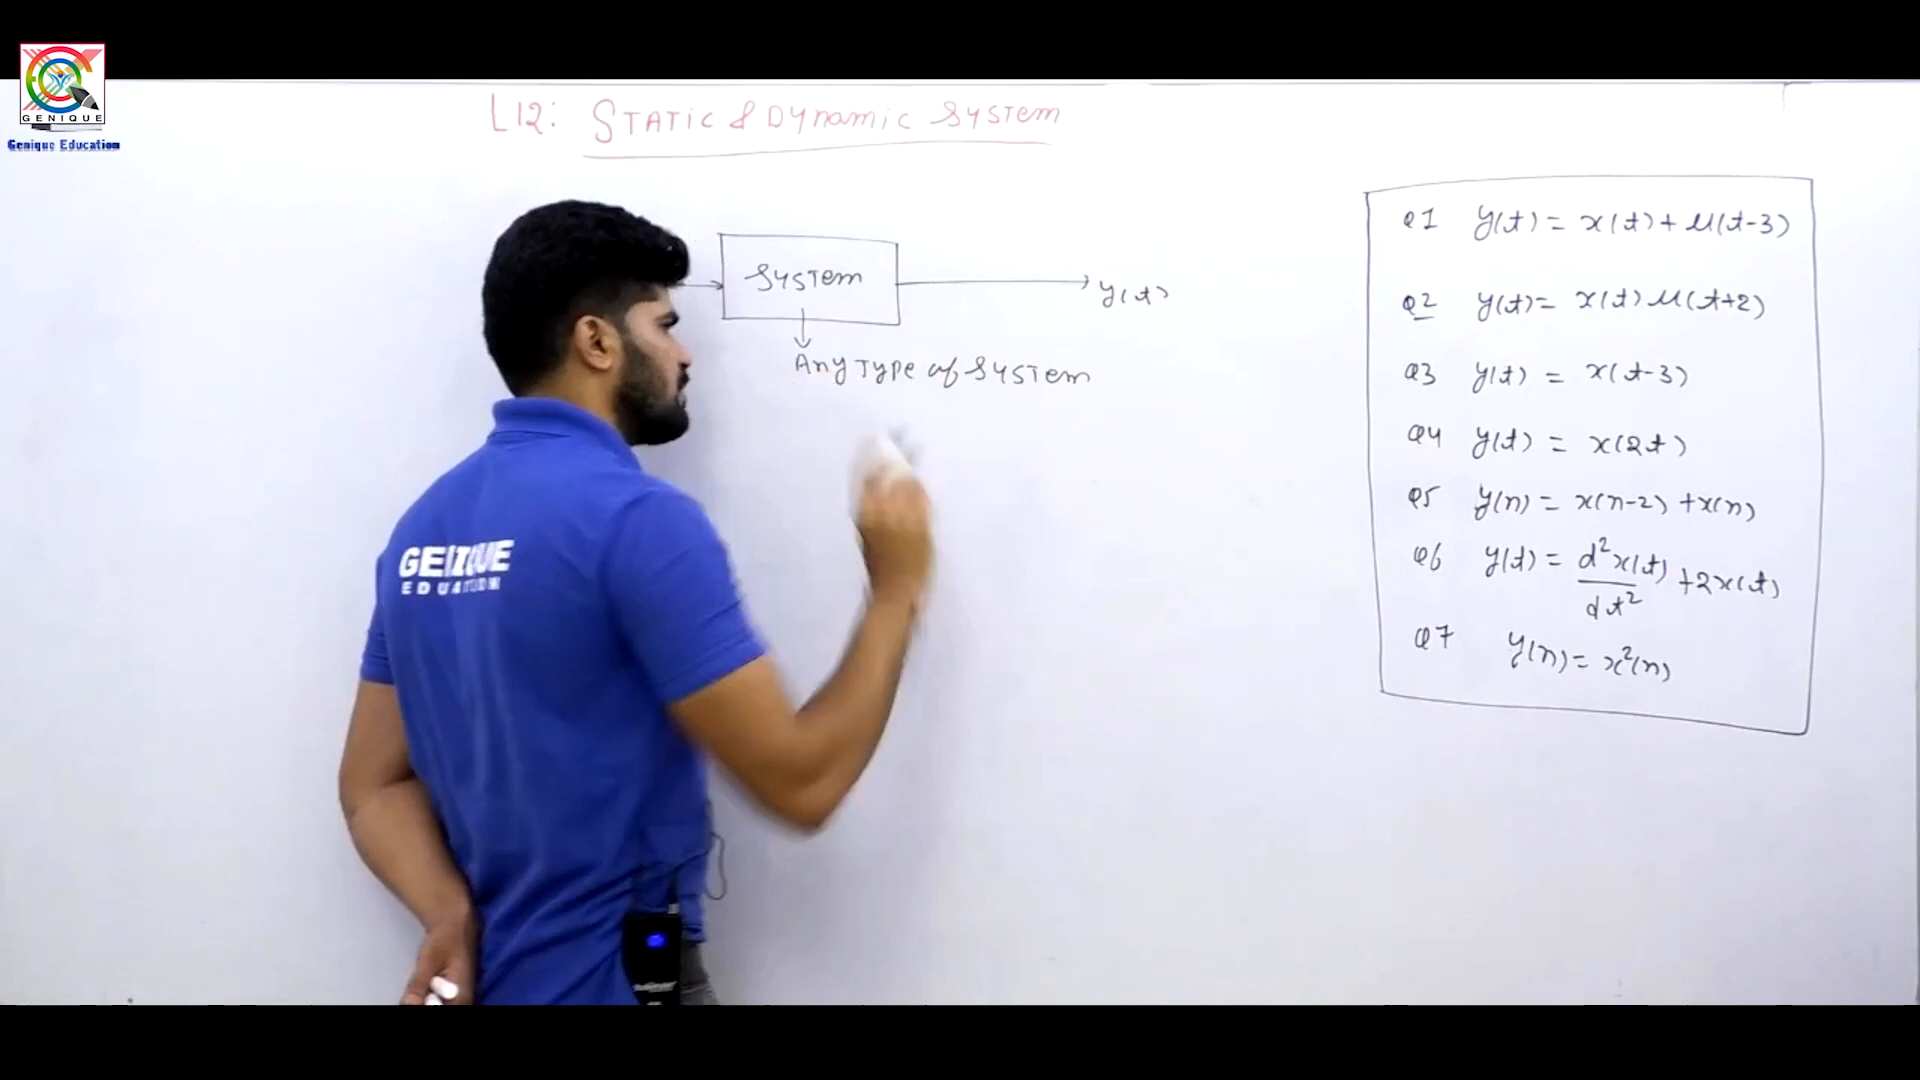 GENIQUE
Genique Education
L12: STATIC & DYNAMIC SYSTEM
SYSTEM
y(t)
ANY TYPE of SYSTEM
GENIQUE
EDUCATION
Q1 y(t) = x(t) + u(t-3)
Q2 y(t) = x(t) u(t+2)
Q3 y(t) = x(t-3)
Q4 y(t) = x(2t)
Q5 y(n) = x(n-2) + x(n)
Q6 y(t) = d²x(t)/dt² + 2x(t)
Q7 y(n) = x²(n)